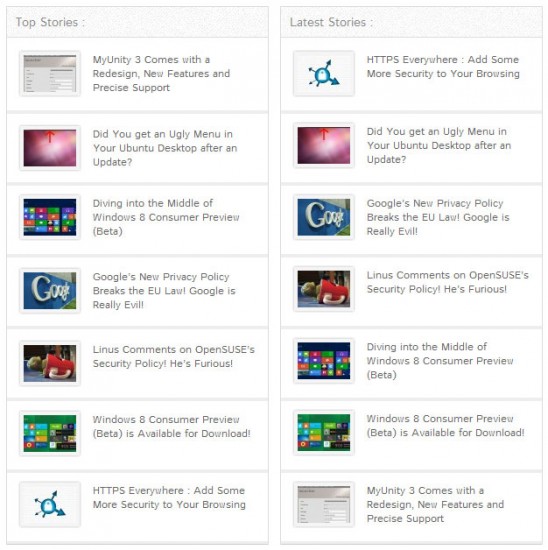 Top Stories :
MyUnity 3 Comes with a
Redesign, New Features and
Precise Support
Did You get an Ugly Menu in
Your Ubuntu Desktop after an
Update?
Diving into the Middle of
Windows 8 Consumer Preview
(Beta)
Google's New Privacy Policy
Breaks the EU Law! Google is
Really Evil!
Linus Comments on OpenSUSE's
Security Policy! He's Furious!
Windows 8 Consumer Preview
(Beta) is Available for Download!
HTTPS Everywhere : Add Some
More Security to Your Browsing
Latest Stories :
HTTPS Everywhere : Add Some
More Security to Your Browsing
Did You get an Ugly Menu in
Your Ubuntu Desktop after an
Update?
Google's New Privacy Policy
Breaks the EU Law! Google is
Really Evil!
Linus Comments on OpenSUSE's
Security Policy! He's Furious!
Diving into the Middle of
Windows 8 Consumer Preview
(Beta)
Windows 8 Consumer Preview
(Beta) is Available for Download!
MyUnity 3 Comes with a
Redesign, New Features and
Precise Support
Google
Google